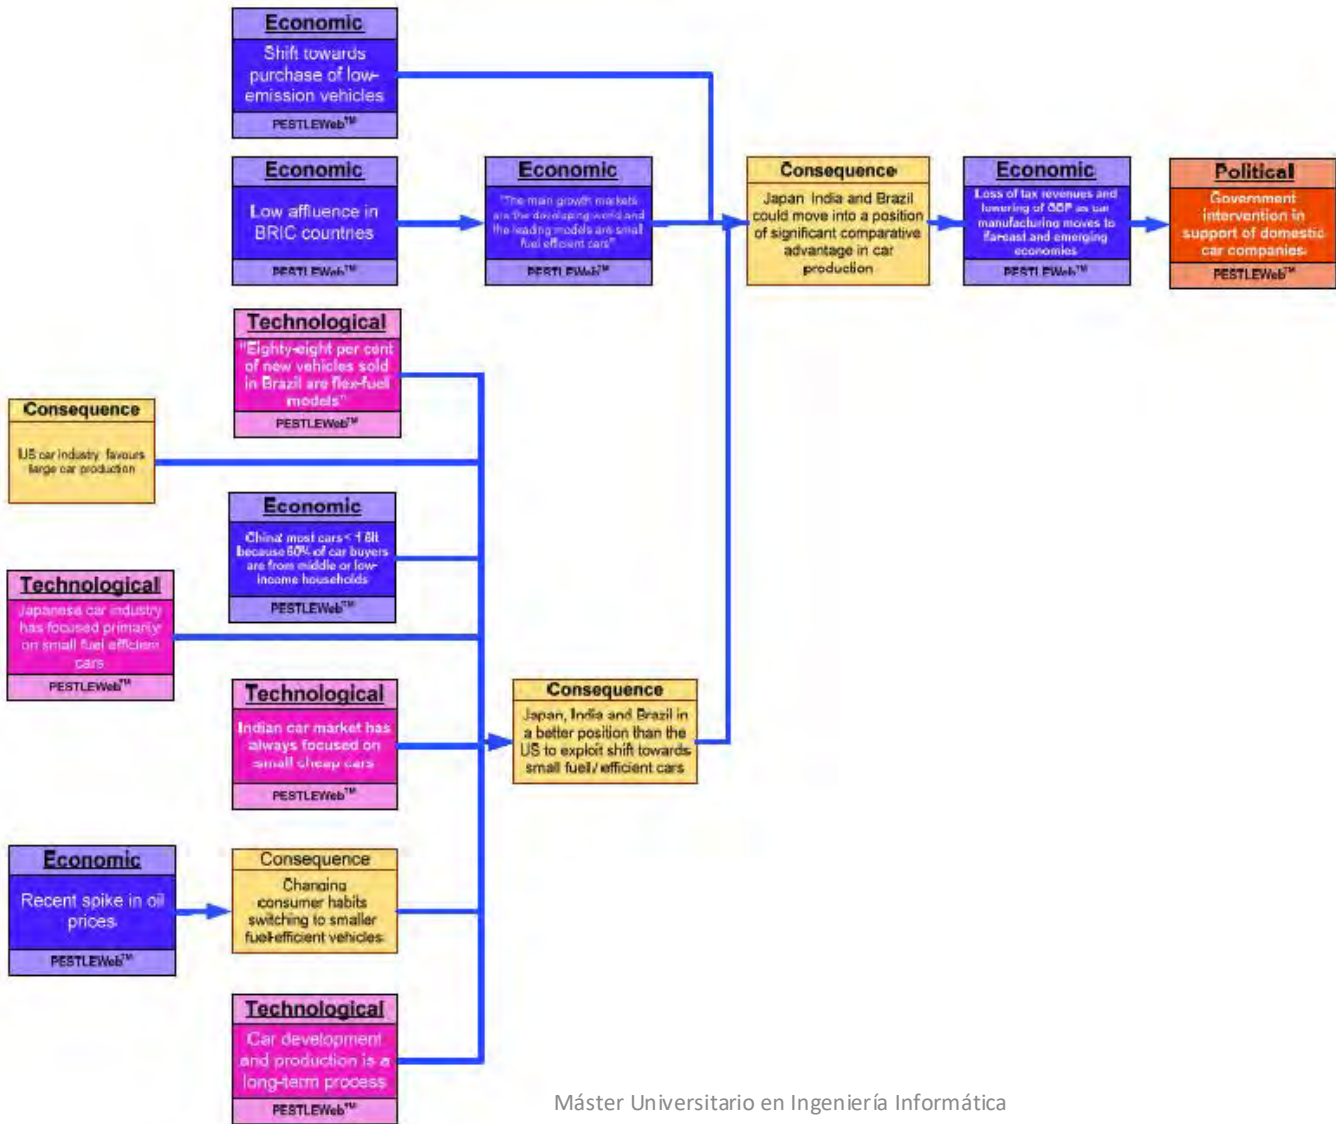 Economic
Shift towards
purchase of low-
emission vehicles
PESTLEWeb™
Economic
Low affluence in
BRIC countries
PESTLEWeb™
Economic
"The main growth markets
are the developing world and
the leading models are small
fuel efficient cars"
PESTLEWeb™
Consequence
Japan India and Brazil
could move into a position
of significant comparative
advantage in car
production
Economic
Loss of tax revenues and
lowering of GDP as car
manufacturing moves to
far-east and emerging
economies
PESTLEWeb™
Political
Government
intervention in
support of domestic
car companies.
PESTLEWeb™
Technological
"Eighty-eight per cent
of new vehicles sold
in Brazil are flex-fuel
models"
PESTLEWeb™
Consequence
US car industry favours
large car production
Economic
China: most cars < 1.6lt
because 60% of car buyers
are from middle or low-
income households
PESTLEWeb™
Technological
Japanese car industry
has focused primarily
on small fuel efficient
cars
PESTLEWeb™
Technological
Indian car market has
always focused on
small cheap cars
PESTLEWeb™
Consequence
Japan, India and Brazil in
a better position than the
US to exploit shift towards
small fuel / efficient cars
Economic
Recent spike in oil
prices
PESTLEWeb™
Consequence
Changing
consumer habits
switching to smaller
fuel-efficient vehicles
Technological
Car development
and production is a
long-term process
PESTLEWeb™
Máster Universitario en Ingeniería Informática